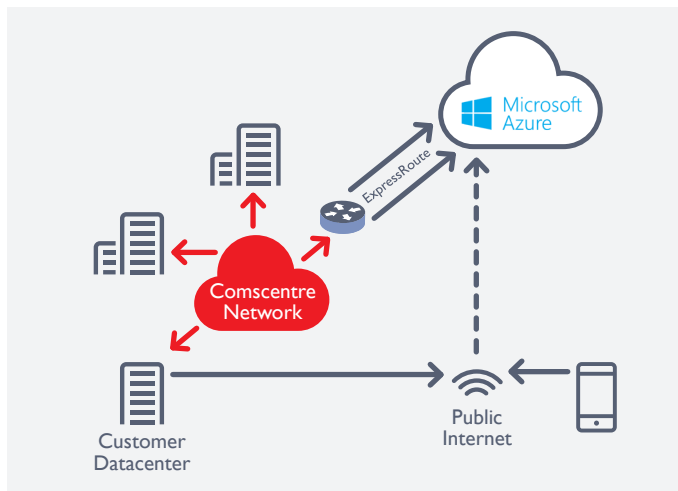 Microsoft
Azure
ExpressRoute
Comscentre
Network
Public
Internet
Customer
Datacenter